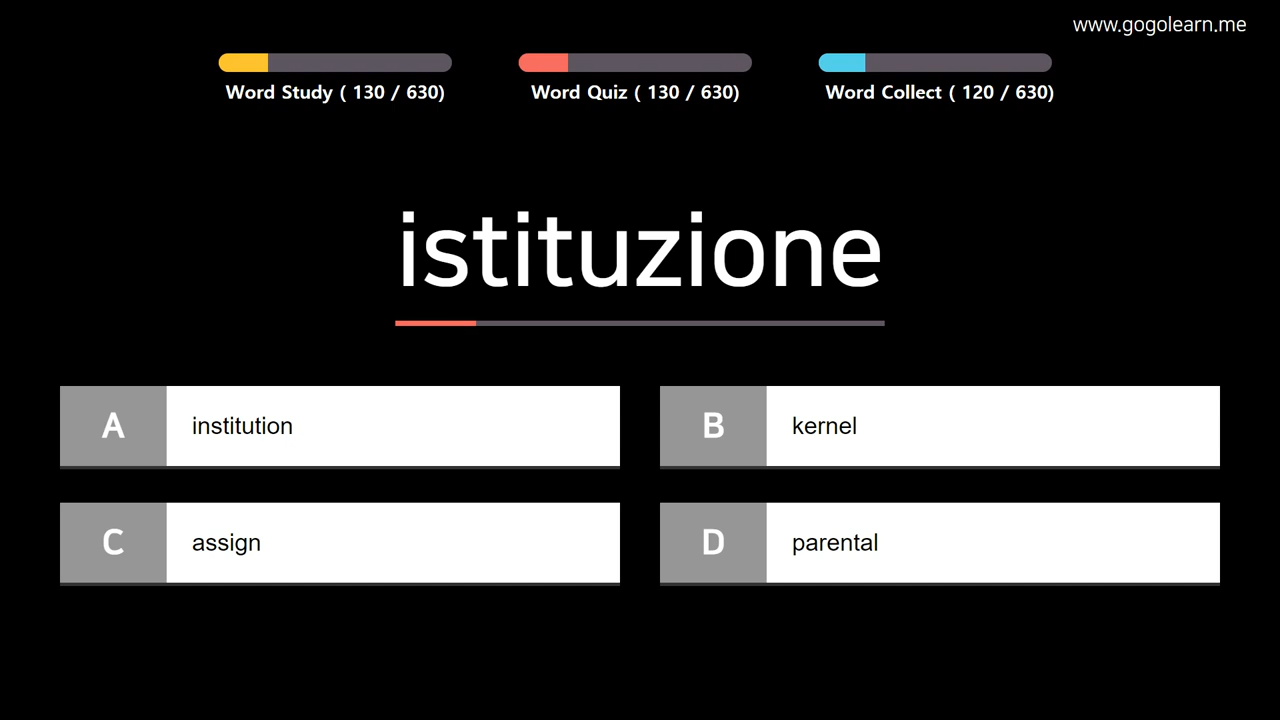 www.gogolearn.me
Word Study ( 130 / 630)
Word Quiz ( 130 / 630)
Word Collect ( 120 / 630)
istituzione
A institution
B kernel
C assign
D parental